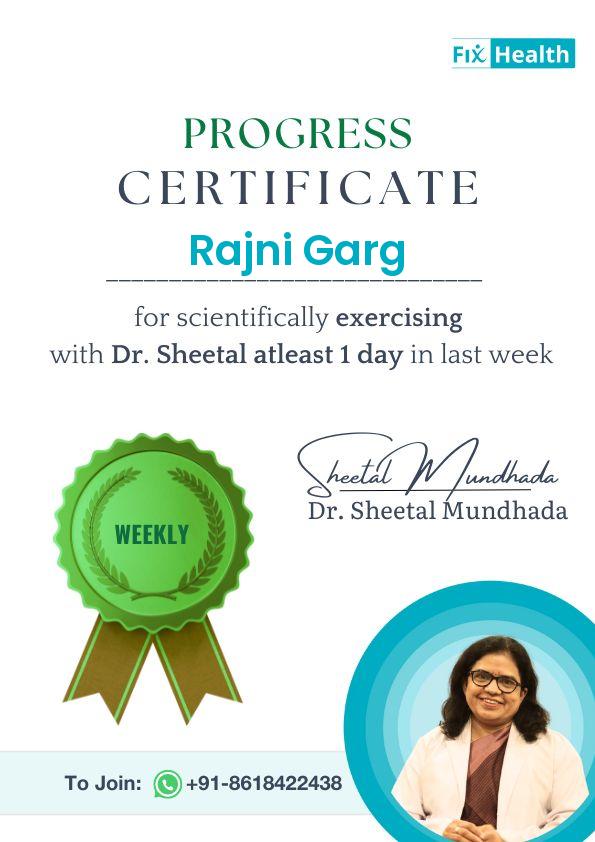 Fix Health
PROGRESS
CERTIFICATE
Rajni Garg
for scientifically exercising
with Dr. Sheetal atleast 1 day in last week
Sheetal Mundhada
Dr. Sheetal Mundhada
WEEKLY
To Join: +91-8618422438